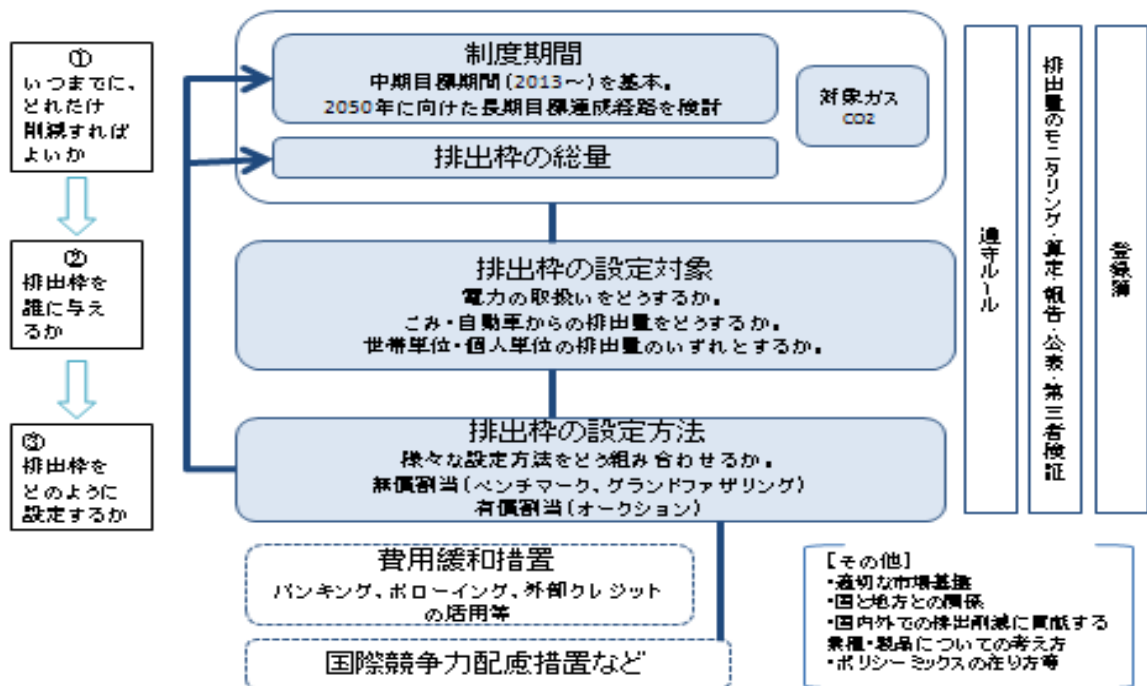 ①
いつまでに、
どれだけ
削減すれば
よいか
②
排出枠を
誰に与え
るか
③
排出枠を
どのように
設定するか
制度期間
中期目標期間(2013~)を基本。
2050年に向けた長期目標達成経路を検討
対象ガス
CO2
排出枠の総量
排出枠の設定対象
電力の取扱いをどうするか。
ごみ・自動車からの排出量をどうするか。
世帯単位・個人単位の排出量のいずれとするか。
排出枠の設定方法
様々な設定方法をどう組み合わせるか。
無償割当(ベンチマーク、グランドファザリング)
有償割当(オークション)
費用緩和措置
バンキング、ボローイング、外部クレジット
の活用等
国際競争力配慮措置など
遵守ルール
排出量のモニタリング・算定・報告・公表・第三者検証
登録簿
【その他】
・適切な市場基盤
・国と地方との関係
・国内外での排出削減に貢献する
業種・製品についての考え方
・ポリシーミックスの在り方等